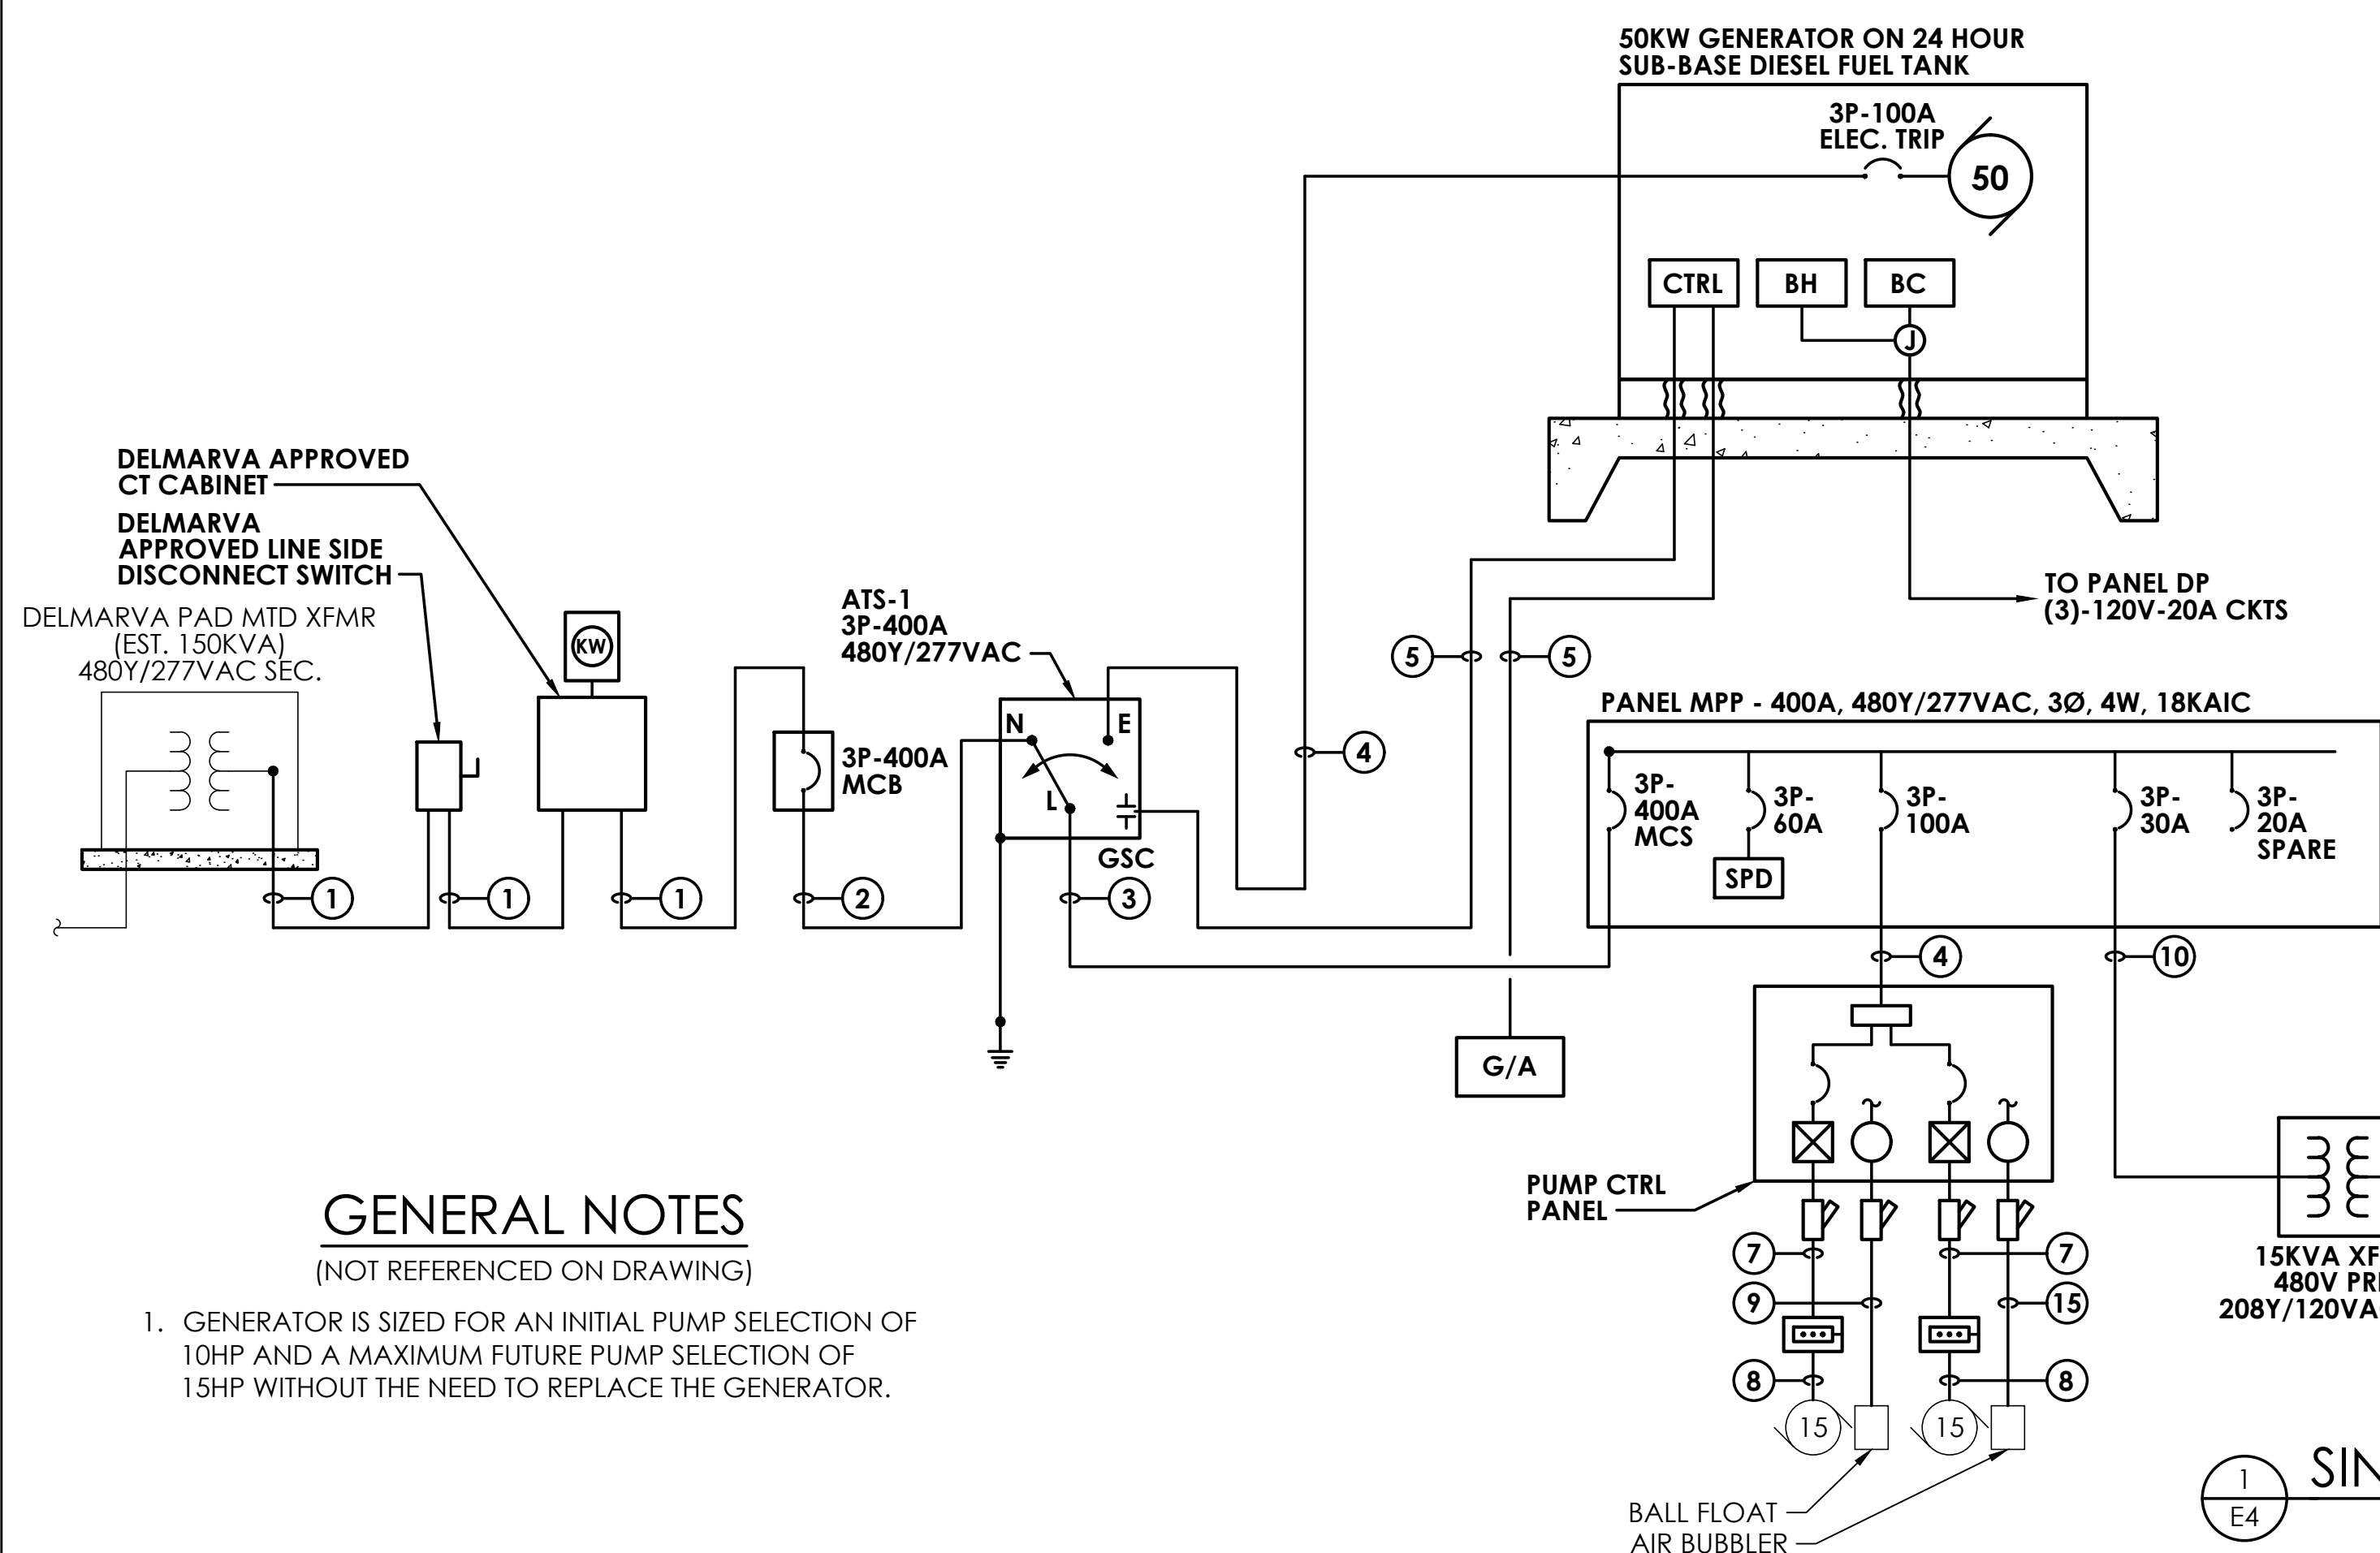 50KW GENERATOR ON 24 HOUR
SUB-BASE DIESEL FUEL TANK
3P-100A
ELEC. TRIP
50
CTRL
BH
BC
J
DELMARVA APPROVED
CT CABINET
DELMARVA
APPROVED LINE SIDE
DISCONNECT SWITCH
DELMARVA PAD MTD XFMR
(EST. 150KVA)
480Y/277VAC SEC.
KW
ATS-1
3P-400A
480Y/277VAC
TO PANEL DP
(3)-120V-20A CKTS
5
5
4
N
E
L
GSC
3P-400A
MCB
1
1
1
2
3
PANEL MPP - 400A, 480Y/277VAC, 3Ø, 4W, 18KAIC
3P-
400A
MCS
3P-
60A
SPD
3P-
100A
3P-
30A
3P-
20A
SPARE
4
10
G/A
PUMP CTRL
PANEL
7
7
9
15
8
8
15
15
BALL FLOAT
AIR BUBBLER
15KVA XF
480V PRI
208Y/120VA
GENERAL NOTES
(NOT REFERENCED ON DRAWING)
1. GENERATOR IS SIZED FOR AN INITIAL PUMP SELECTION OF
10HP AND A MAXIMUM FUTURE PUMP SELECTION OF
15HP WITHOUT THE NEED TO REPLACE THE GENERATOR.
1
E4
SIN